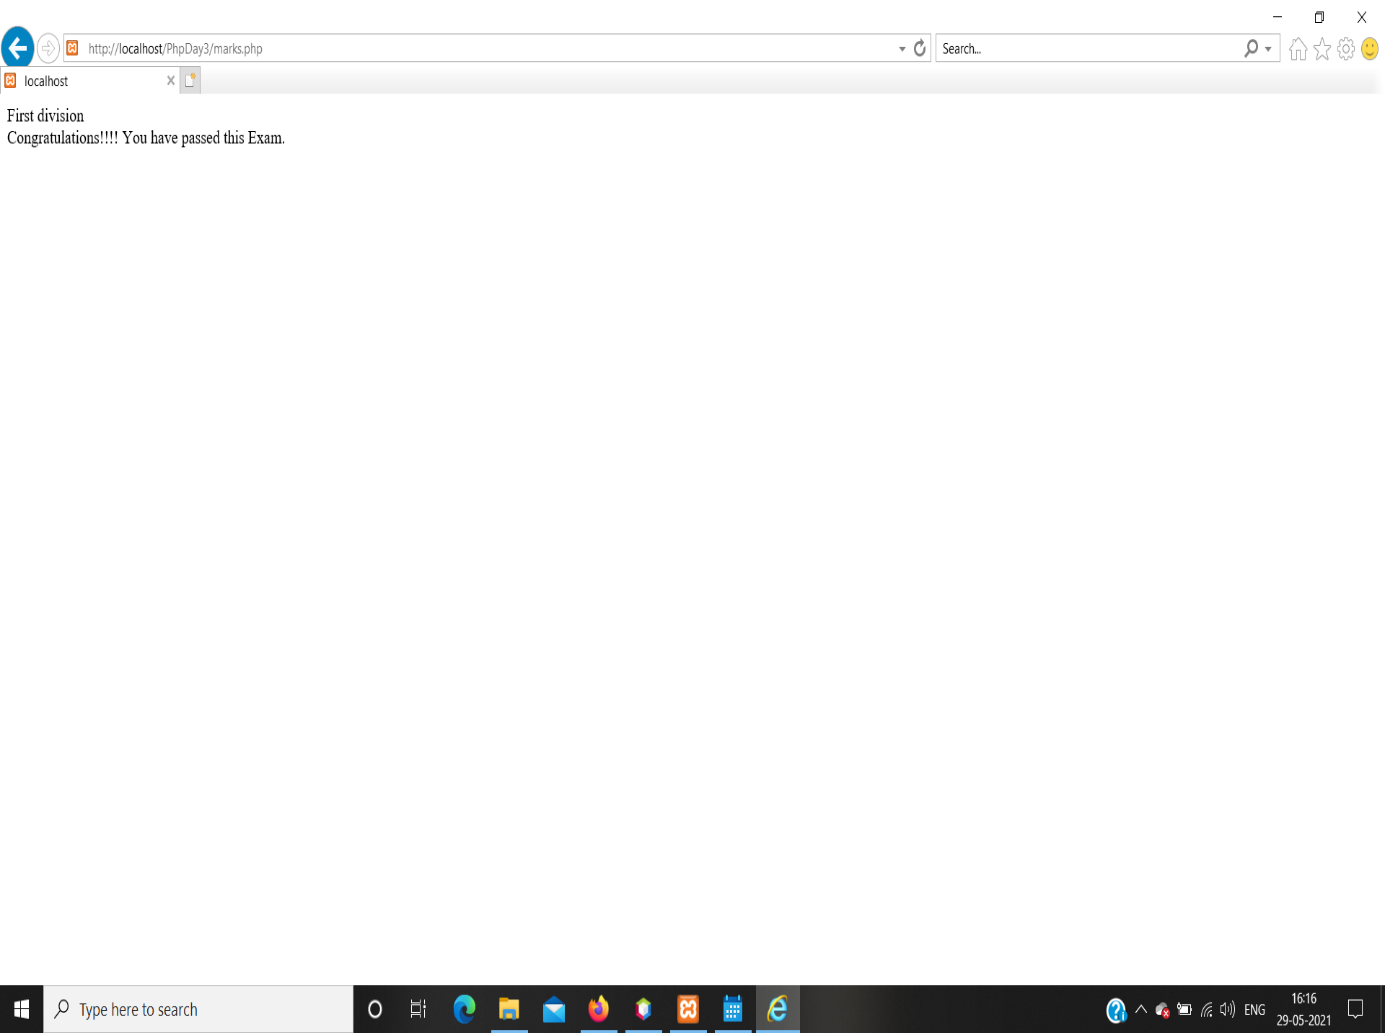 http://localhost/PhpDay3/marks.php
Search...
localhost
First division
Congratulations!!!! You have passed this Exam.
Type here to search
ENG
16:16
29-05-2021